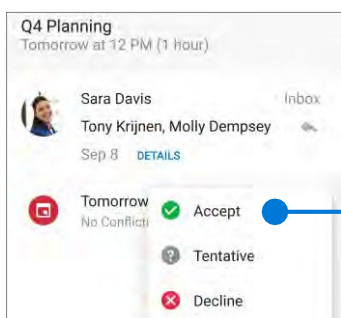 Q4 Planning
Tomorrow at 12 PM (1 hour)
Sara Davis Inbox
Tony Krijnen, Molly Dempsey
Sep 8 DETAILS
Tomorrow
No Conflict
Accept
Tentative
Decline